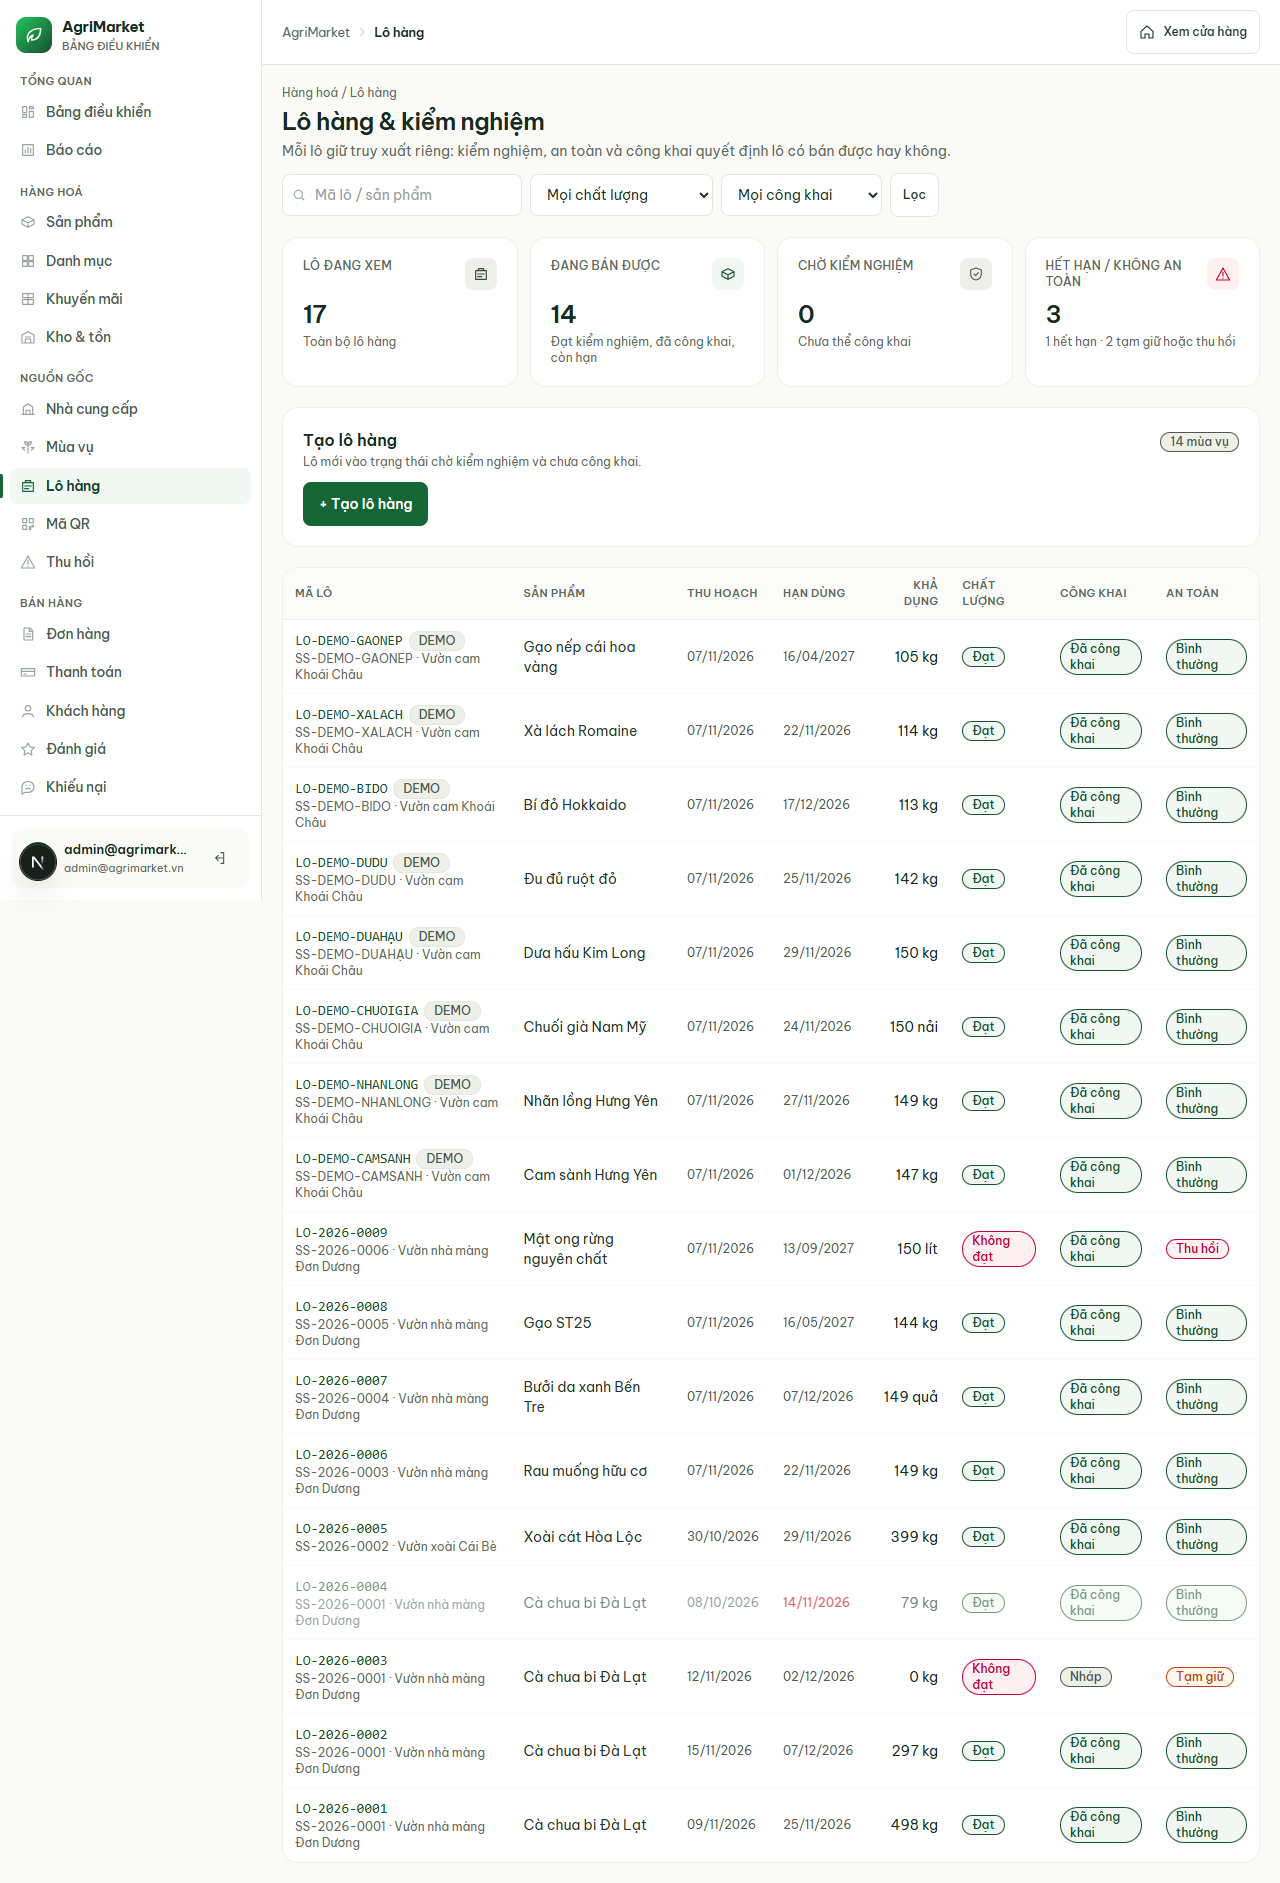 AgriMarket
BẢNG ĐIỀU KHIỂN
TỔNG QUAN
Bảng điều khiển
Báo cáo
HÀNG HOÁ
Sản phẩm
Danh mục
Khuyến mãi
Kho & tồn
NGUỒN GỐC
Nhà cung cấp
Mùa vụ
Lô hàng
Mã QR
Thu hồi
BÁN HÀNG
Đơn hàng
Thanh toán
Khách hàng
Đánh giá
Khiếu nại
N
admin@agrimark...
admin@agrimarket.vn
AgriMarket > Lô hàng
Xem cửa hàng
Hàng hoá / Lô hàng
Lô hàng & kiểm nghiệm
Mỗi lô giữ truy xuất riêng: kiểm nghiệm, an toàn và công khai quyết định lô có bán được hay không.
Mã lô / sản phẩm
Mọi chất lượng
Mọi công khai
Lọc
LÔ ĐANG XEM
17
Toàn bộ lô hàng
ĐANG BÁN ĐƯỢC
14
Đạt kiểm nghiệm, đã công khai,
còn hạn
CHỜ KIỂM NGHIỆM
0
Chưa thể công khai
HẾT HẠN / KHÔNG AN
TOÀN
3
1 hết hạn · 2 tạm giữ hoặc thu hồi
Tạo lô hàng
14 mùa vụ
Lô mới vào trạng thái chờ kiểm nghiệm và chưa công khai.
+ Tạo lô hàng
MÃ LÔ SẢN PHẨM THU HOẠCH HẠN DÙNG KHẢ DỤNG CHẤT LƯỢNG CÔNG KHAI AN TOÀN
LO-DEMO-GAONEP DEMO
SS-DEMO-GAONEP · Vườn cam
Khoái Châu
Gạo nếp cái hoa
vàng
07/11/2026 16/04/2027 105 kg Đạt Đã công khai Bình thường
LO-DEMO-XALACH DEMO
SS-DEMO-XALACH · Vườn cam
Khoái Châu
Xà lách Romaine 07/11/2026 22/11/2026 114 kg Đạt Đã công khai Bình thường
LO-DEMO-BIDO DEMO
SS-DEMO-BIDO · Vườn cam Khoái
Châu
Bí đỏ Hokkaido 07/11/2026 17/12/2026 113 kg Đạt Đã công khai Bình thường
LO-DEMO-DUDU DEMO
SS-DEMO-DUDU · Vườn cam
Khoái Châu
Đu đủ ruột đỏ 07/11/2026 25/11/2026 142 kg Đạt Đã công khai Bình thường
LO-DEMO-DUAHẠU DEMO
SS-DEMO-DUAHẠU · Vườn cam
Khoái Châu
Dưa hấu Kim Long 07/11/2026 29/11/2026 150 kg Đạt Đã công khai Bình thường
LO-DEMO-CHUOIGIA DEMO
SS-DEMO-CHUOIGIA · Vườn cam
Khoái Châu
Chuối già Nam Mỹ 07/11/2026 24/11/2026 150 nải Đạt Đã công khai Bình thường
LO-DEMO-NHANLONG DEMO
SS-DEMO-NHANLONG · Vườn cam
Khoái Châu
Nhãn lồng Hưng Yên 07/11/2026 27/11/2026 149 kg Đạt Đã công khai Bình thường
LO-DEMO-CAMSANH DEMO
SS-DEMO-CAMSANH · Vườn cam
Khoái Châu
Cam sành Hưng Yên 07/11/2026 01/12/2026 147 kg Đạt Đã công khai Bình thường
LO-2026-0009
SS-2026-0006 · Vườn nhà màng
Đơn Dương
Mật ong rừng
nguyên chất
07/11/2026 13/09/2027 150 lít Không đạt Đã công khai Thu hồi
LO-2026-0008
SS-2026-0005 · Vườn nhà màng
Đơn Dương
Gạo ST25 07/11/2026 16/05/2027 144 kg Đạt Đã công khai Bình thường
LO-2026-0007
SS-2026-0004 · Vườn nhà màng
Đơn Dương
Bưởi da xanh Bến
Tre
07/11/2026 07/12/2026 149 quả Đạt Đã công khai Bình thường
LO-2026-0006
SS-2026-0003 · Vườn nhà màng
Đơn Dương
Rau muống hữu cơ 07/11/2026 22/11/2026 149 kg Đạt Đã công khai Bình thường
LO-2026-0005
SS-2026-0002 · Vườn xoài Cái Bè
Xoài cát Hòa Lộc 30/10/2026 29/11/2026 399 kg Đạt Đã công khai Bình thường
LO-2026-0004
SS-2026-0001 · Vườn nhà màng
Đơn Dương
Cà chua bi Đà Lạt 08/10/2026 14/11/2026 79 kg Đạt Đã công khai Bình thường
LO-2026-0003
SS-2026-0001 · Vườn nhà màng
Đơn Dương
Cà chua bi Đà Lạt 12/11/2026 02/12/2026 0 kg Không đạt Nháp Tạm giữ
LO-2026-0002
SS-2026-0001 · Vườn nhà màng
Đơn Dương
Cà chua bi Đà Lạt 15/11/2026 07/12/2026 297 kg Đạt Đã công khai Bình thường
LO-2026-0001
SS-2026-0001 · Vườn nhà màng
Đơn Dương
Cà chua bi Đà Lạt 09/11/2026 25/11/2026 498 kg Đạt Đã công khai Bình thường